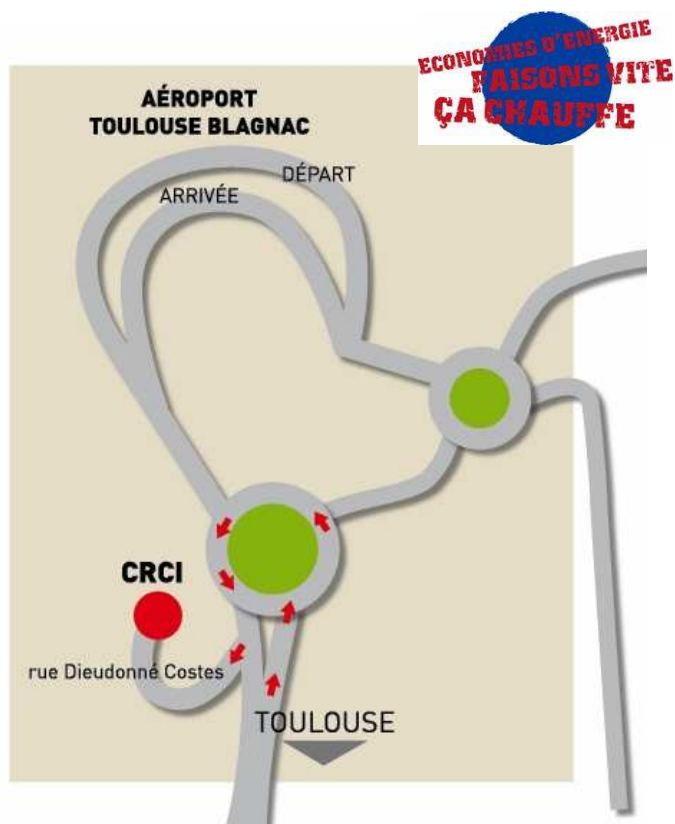 ECONOMIES D'ENERGIE
FAISONS VITE
ÇA CHAUFFE
AÉROPORT
TOULOUSE BLAGNAC
DÉPART
ARRIVÉE
CRCI
rue Dieudonné Costes
TOULOUSE